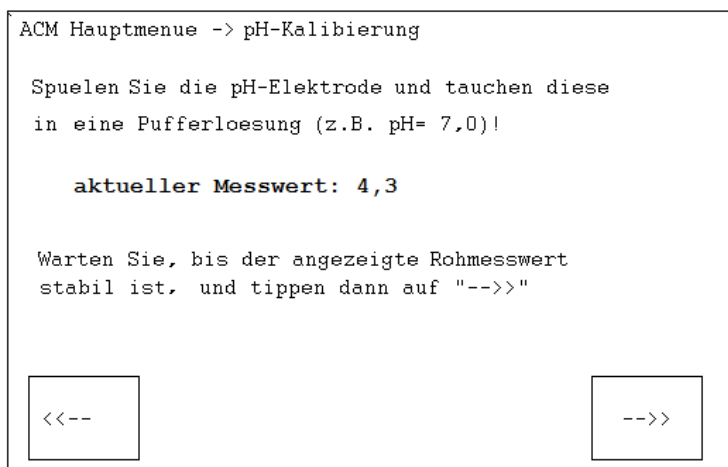 ACM Hauptmenue -> pH-Kalibierung
Spuelen Sie die pH-Elektrode und tauchen diese
in eine Pufferloesung (z.B. pH= 7,0)!
aktueller Messwert: 4,3
Warten Sie, bis der angezeigte Rohmesswert
stabil ist, und tippen dann auf "-->>"
<<-- -->>